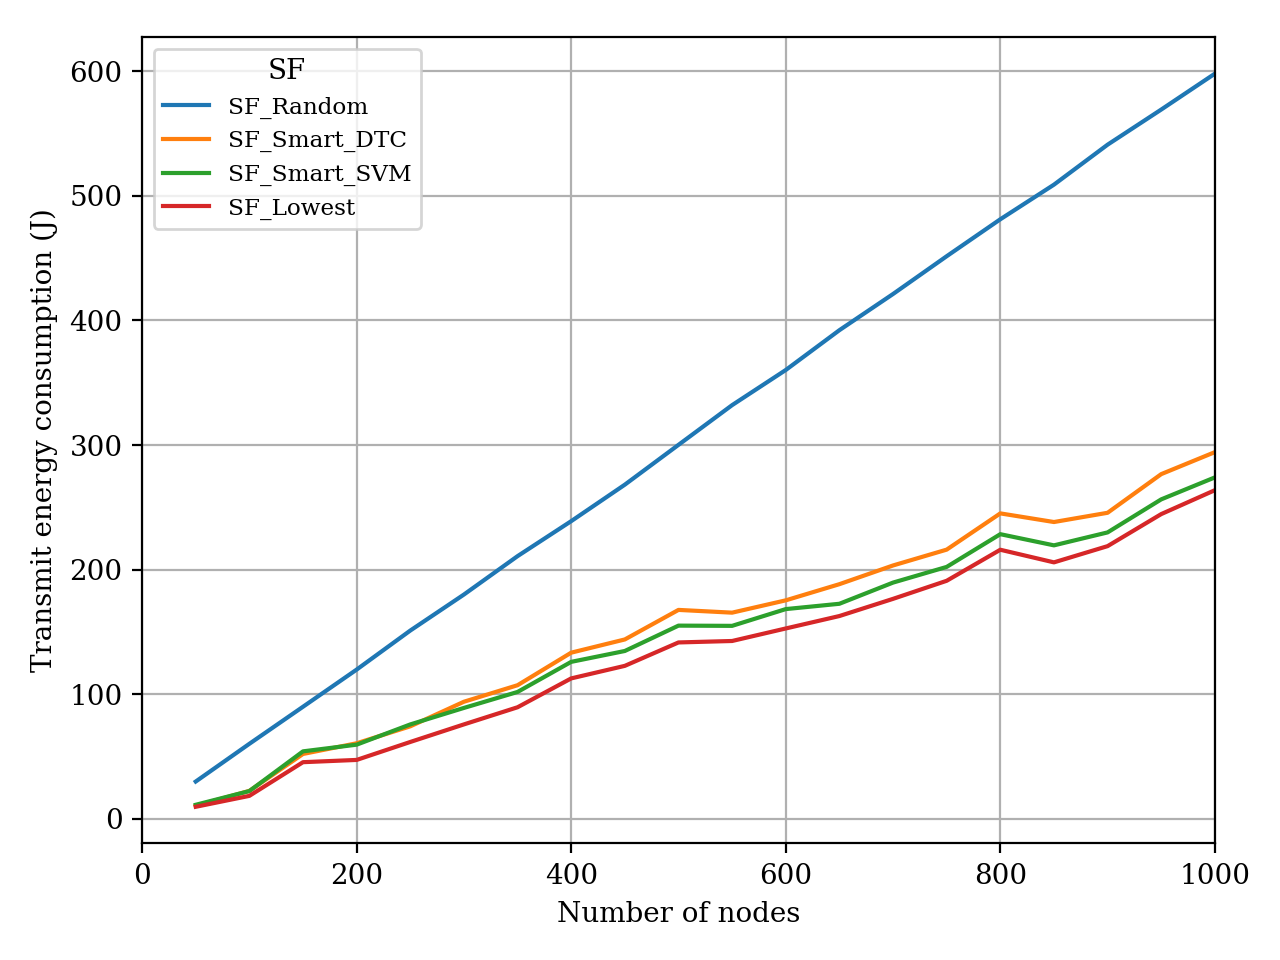 SF
SF_Random
SF_Smart_DTC
SF_Smart_SVM
SF_Lowest
Transmit energy consumption (J)
600
500
400
300
200
100
0
0 200 400 600 800 1000
Number of nodes